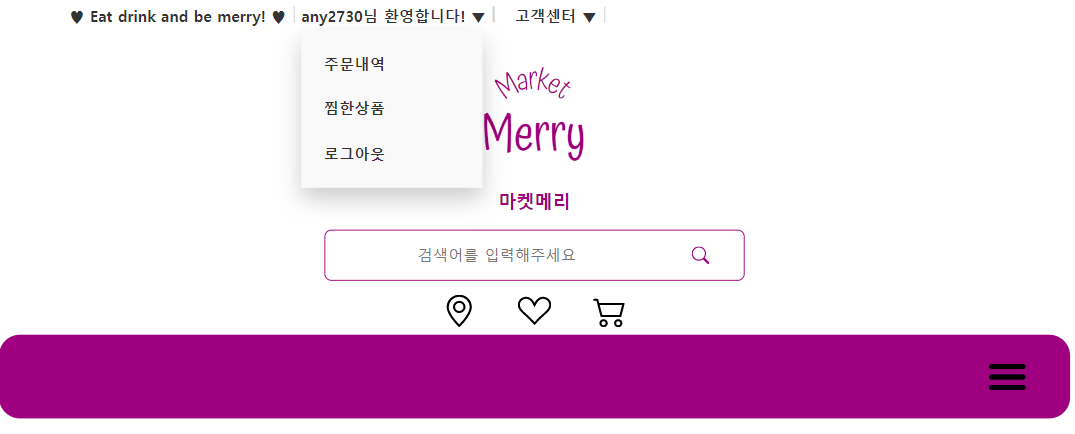 ♥ Eat drink and be merry! ♥ any2730님 환영합니다! ▼ 고객센터 ▼
주문내역
찜한상품
로그아웃
Market
Merry
마켓메리
검색어를 입력해주세요